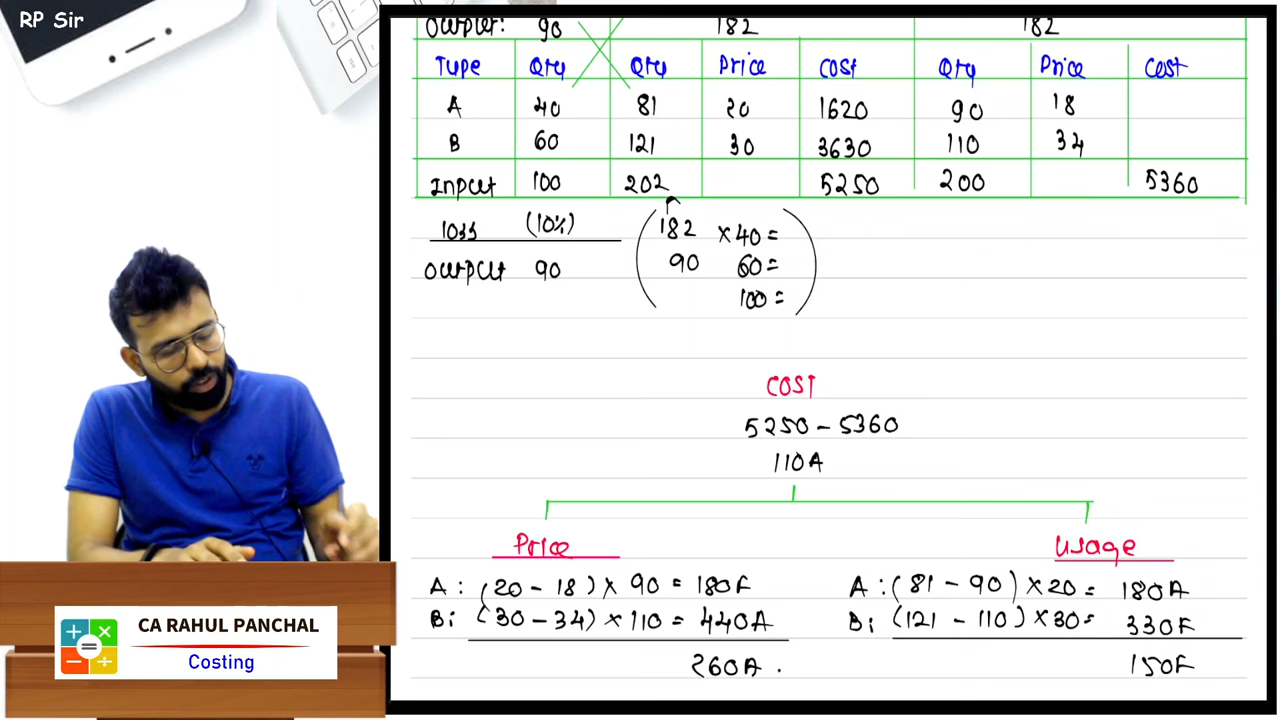 RP Sir
Output: 90 182 182
Type Qty Qty Price Cost Qty Price Cost
A 40 81 20 1620 90 18
B 60 121 30 3630 110 34
Input 100 202 5250 200 5360
loss (10%)
Output 90
182 × 40 =
90 60 =
100 =
COST
5250 - 5360
110A
Price
A : (20 - 18) × 90 = 180F
B : (30 - 34) × 110 = 440A
260A .
Usage
A : (81 - 90) × 20 = 180A
B : (121 - 110) × 30 = 330F
150F
CA RAHUL PANCHAL
Costing